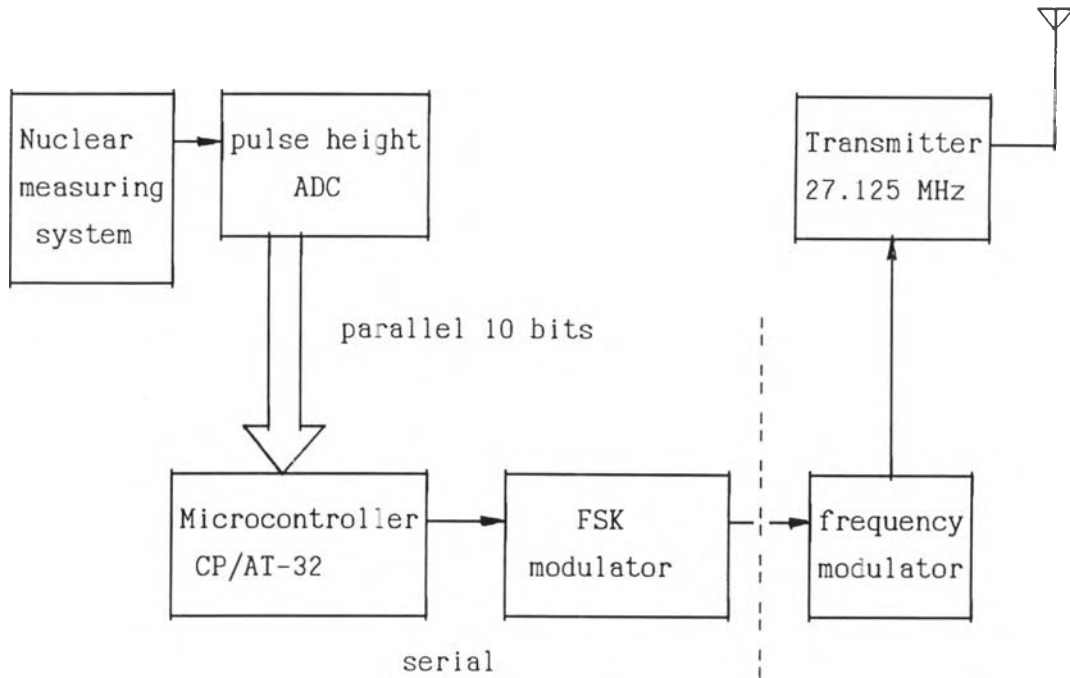 Nuclear
measuring
system
pulse height
ADC
Transmitter
27.125 MHz
parallel 10 bits
Microcontroller
CP/AT-32
FSK
modulator
frequency
modulator
serial